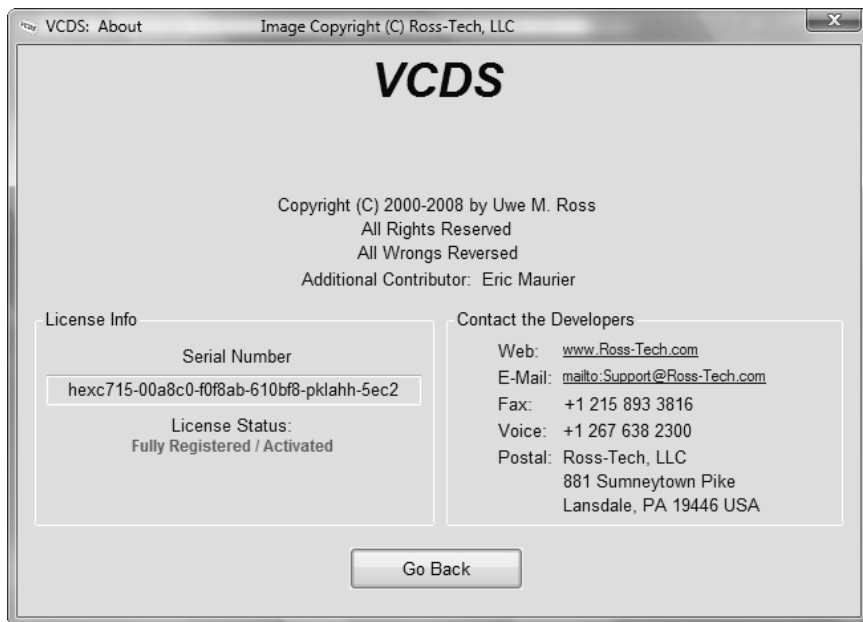 VCDS: About
Image Copyright (C) Ross-Tech, LLC
VCDS
Copyright (C) 2000-2008 by Uwe M. Ross
All Rights Reserved
All Wrongs Reversed
Additional Contributor: Eric Maurier
License Info
Serial Number
hexc715-00a8c0-f0f8ab-610bf8-pklahh-5ec2
License Status:
Fully Registered / Activated
Contact the Developers
Web: www.Ross-Tech.com
E-Mail: mailto:Support@Ross-Tech.com
Fax: +1 215 893 3816
Voice: +1 267 638 2300
Postal: Ross-Tech, LLC
881 Sumneytown Pike
Lansdale, PA 19446 USA
Go Back